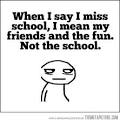 When I say I miss
school, I mean my
friends and the fun.
Not the school.